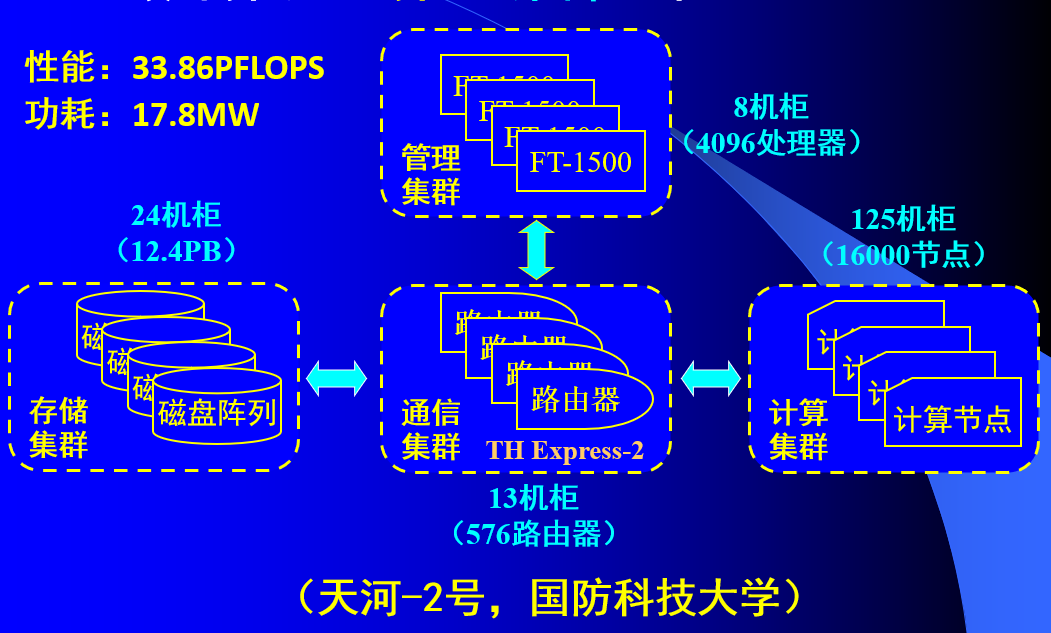 性能：33.86PFLOPS
功耗：17.8MW
FT-1500
FT-1500
FT-1500
FT-1500
管理
集群
8机柜
（4096处理器）
24机柜
（12.4PB）
125机柜
（16000节点）
磁
磁
磁
磁盘阵列
存储
集群
路由器
路由器
路由器
路由器
通信
集群
TH Express-2
计
计
计
计算节点
计算
集群
13机柜
（576路由器）
（天河-2号，国防科技大学）